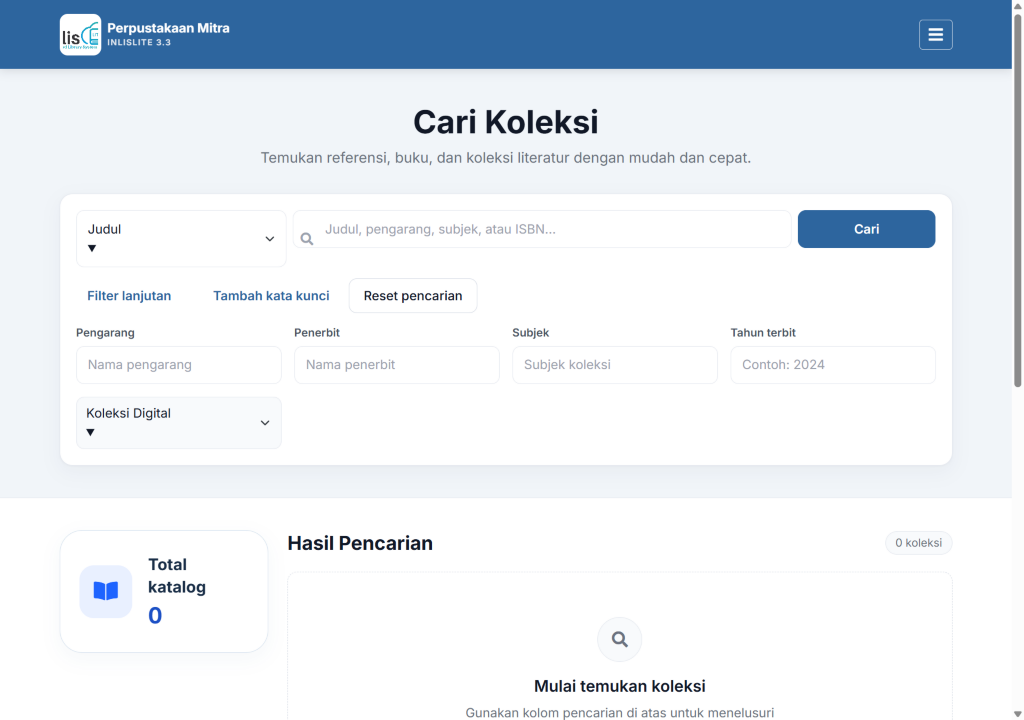 lis
Perpustakaan Mitra
INLISLITE 3.3
Cari Koleksi
Temukan referensi, buku, dan koleksi literatur dengan mudah dan cepat.
Judul
Judul, pengarang, subjek, atau ISBN...
Cari
Filter lanjutan
Tambah kata kunci
Reset pencarian
Pengarang
Penerbit
Subjek
Tahun terbit
Nama pengarang
Nama penerbit
Subjek koleksi
Contoh: 2024
Koleksi Digital
Total
katalog
0
Hasil Pencarian
0 koleksi
Mulai temukan koleksi
Gunakan kolom pencarian di atas untuk menelusuri